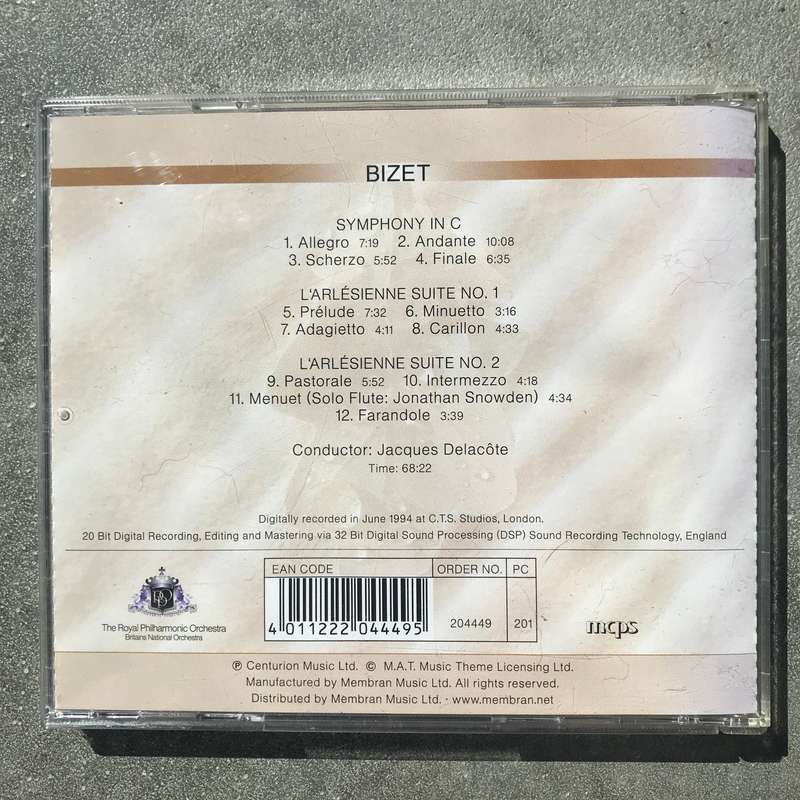 BIZET
SYMPHONY IN C
1. Allegro 7:19 2. Andante 10:08
3. Scherzo 5:52 4. Finale 6:35
L'ARLÉSIENNE SUITE NO. 1
5. Prélude 7:32 6. Minuetto 3:16
7. Adagietto 4:11 8. Carillon 4:33
L'ARLÉSIENNE SUITE NO. 2
9. Pastorale 5:52 10. Intermezzo 4:18
11. Menuet (Solo Flute: Jonathan Snowden) 4:34
12. Farandole 3:39
Conductor: Jacques Delacôte
Time: 68:22
Digitally recorded in June 1994 at C.T.S. Studios, London.
20 Bit Digital Recording, Editing and Mastering via 32 Bit Digital Sound Processing (DSP) Sound Recording Technology, England
EAN CODE ORDER NO. PC
4 011222 044495 204449 201
RPO
The Royal Philharmonic Orchestra
Britains National Orchestra
mcps
℗ Centurion Music Ltd. © M.A.T. Music Theme Licensing Ltd.
Manufactured by Membran Music Ltd. All rights reserved.
Distributed by Membran Music Ltd. · www.membran.net